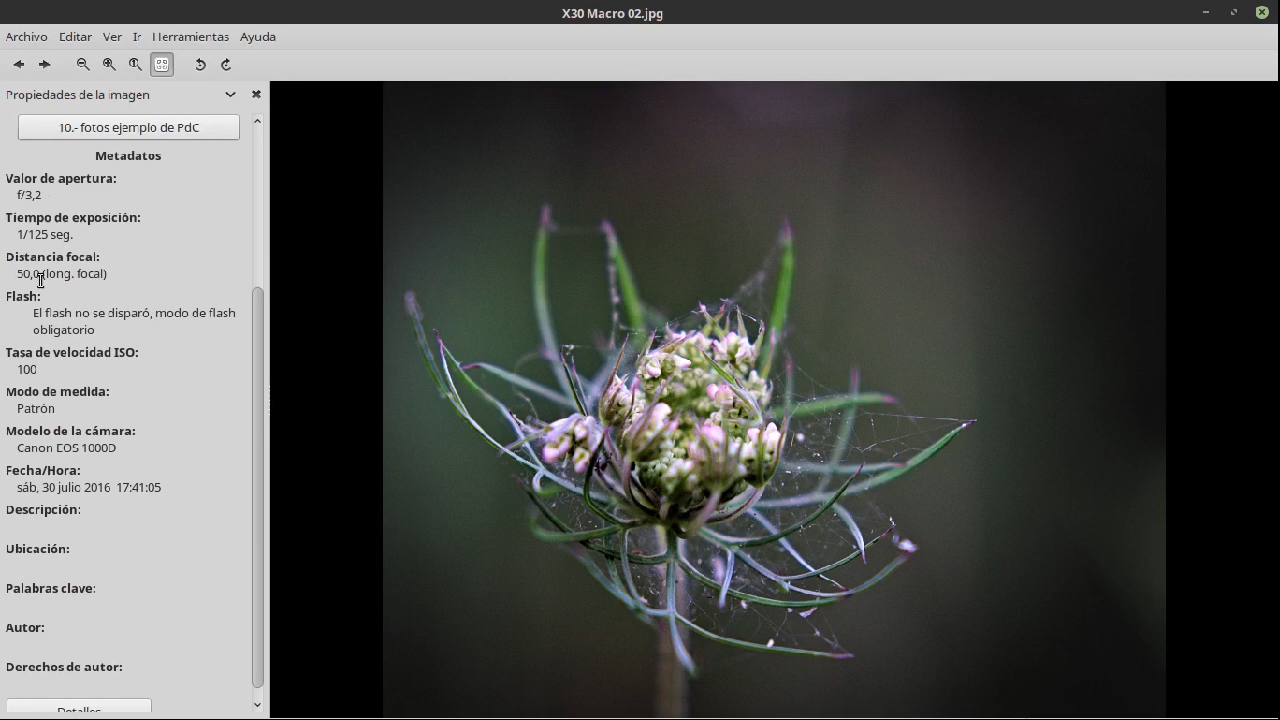 X30 Macro 02.jpg
Archivo Editar Ver Ir Herramientas Ayuda
Propiedades de la imagen
10.- fotos ejemplo de PdC
Metadatos
Valor de apertura:
f/3,2
Tiempo de exposición:
1/125 seg.
Distancia focal:
50,0 (long. focal)
Flash:
El flash no se disparó, modo de flash
obligatorio
Tasa de velocidad ISO:
100
Modo de medida:
Patrón
Modelo de la cámara:
Canon EOS 1000D
Fecha/Hora:
sáb, 30 julio 2016 17:41:05
Descripción:
Ubicación:
Palabras clave:
Autor:
Derechos de autor:
Detalles